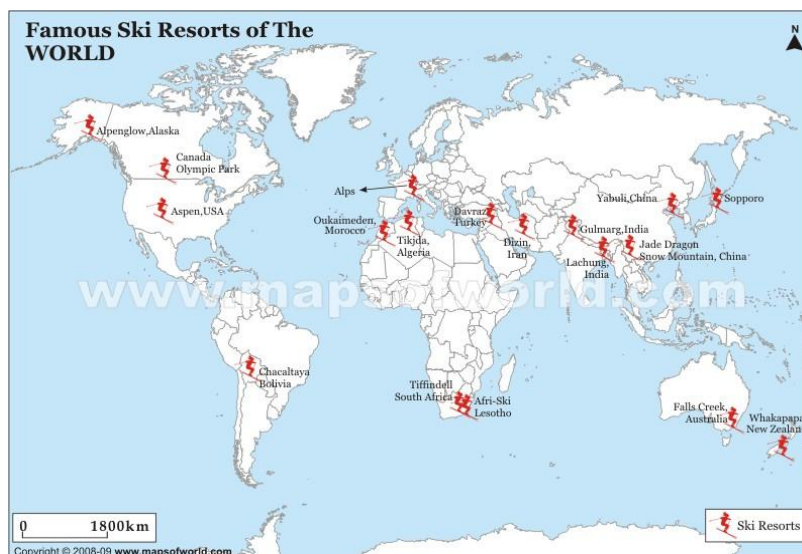 Famous Ski Resorts of The
WORLD
N
Alpenglow,Alaska
Canada
Olympic Park
Aspen,USA
Alps
Oukaimeden,
Morocco
Tikjda,
Algeria
Davraz
Turkey
Dizin,
Iran
Gulmarg,India
Lachung,
India
Yabuli,China
Sopporo
Jade Dragon
Snow Mountain, China
www.mapsofworld.com
Chacaltaya
Bolivia
Tiffindell
South Africa
Afri-Ski
Lesotho
Falls Creek,
Australia
Whakapapa
New Zealand
0 1800km
Ski Resorts
Copyright © 2008-09 www.mapsofworld.com